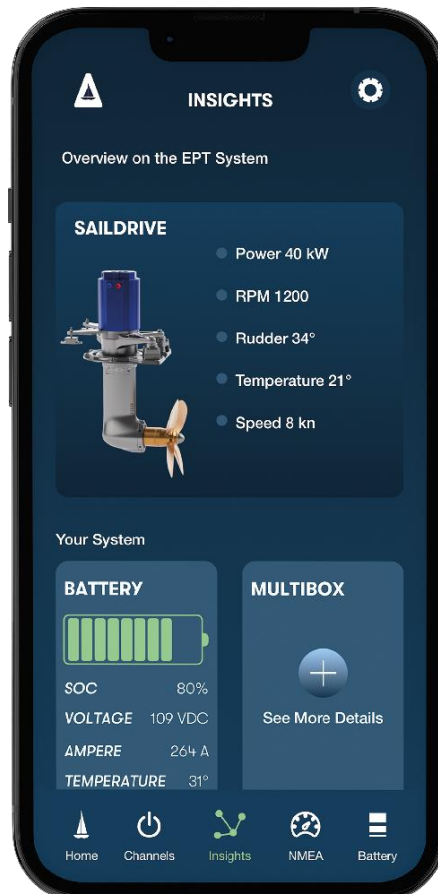 INSIGHTS
Overview on the EPT System
SAILDRIVE
Power 40 kW
RPM 1200
Rudder 34°
Temperature 21°
Speed 8 kn
Your System
BATTERY
SOC 80%
VOLTAGE 109 VDC
AMPERE 264 A
TEMPERATURE 31°
MULTIBOX
See More Details
Home Channels Insights NMEA Battery